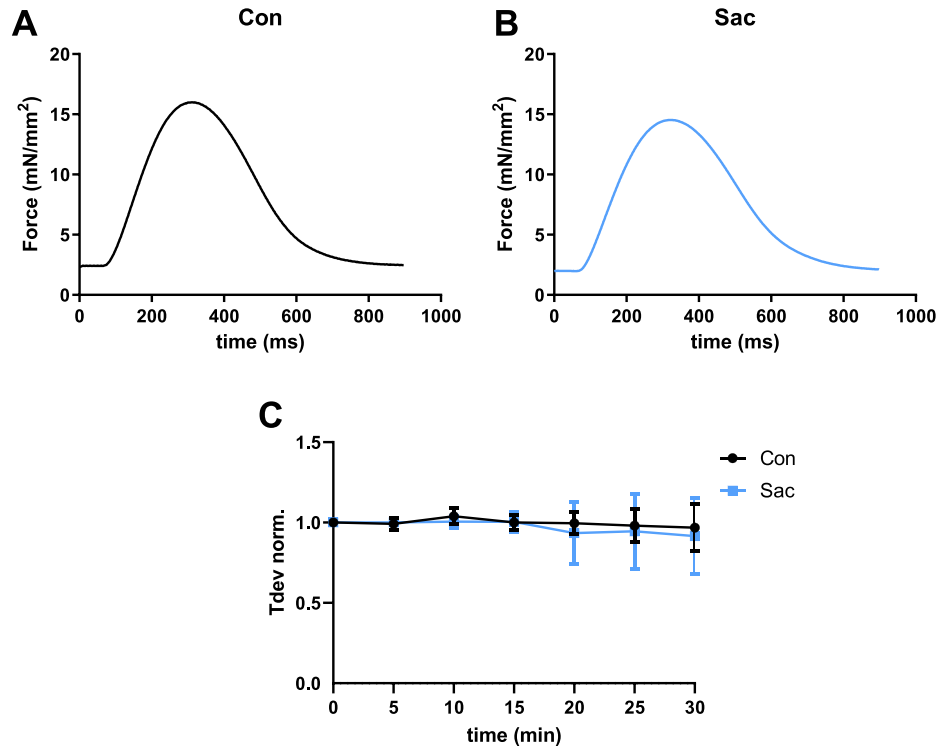 A
Con
Force (mN/mm²)
20
15
10
5
0
0 200 400 600 800 1000
time (ms)
B
Sac
Force (mN/mm²)
20
15
10
5
0
0 200 400 600 800 1000
time (ms)
C
Tdev norm.
1.5
1.0
0.5
0.0
0 5 10 15 20 25 30
time (min)
Con
Sac